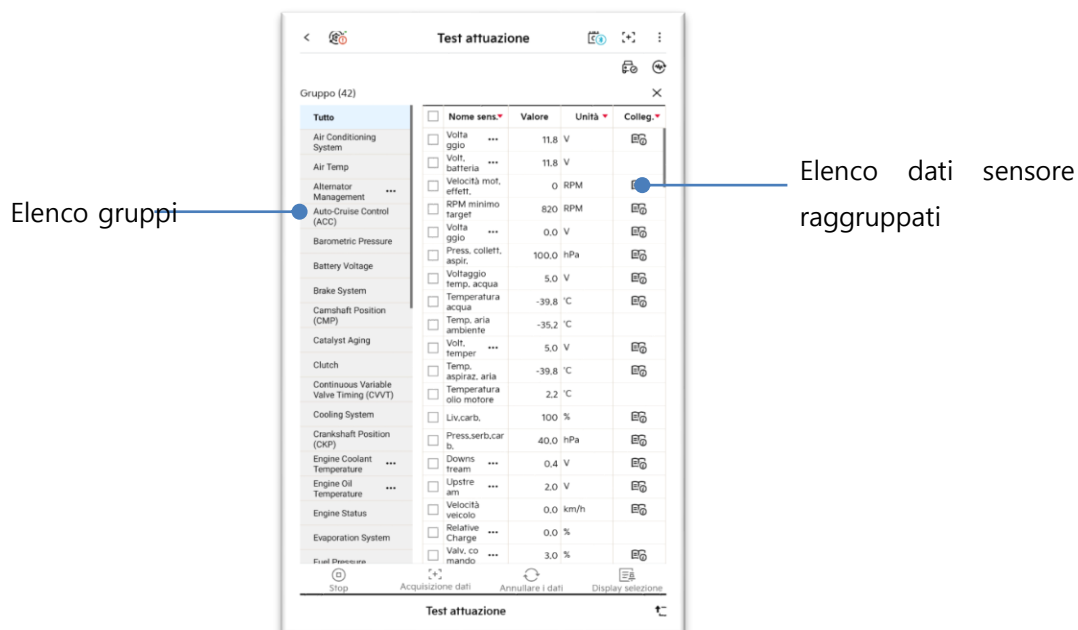 Test attuazione
Gruppo (42)
Tutto
Air Conditioning
System
Air Temp
Alternator
Management
Auto-Cruise Control
(ACC)
Barometric Pressure
Battery Voltage
Brake System
Camshaft Position
(CMP)
Catalyst Aging
Clutch
Continuous Variable
Valve Timing (CVVT)
Cooling System
Crankshaft Position
(CKP)
Engine Coolant
Temperature
Engine Oil
Temperature
Engine Status
Evaporation System
Fuel Pressure
Nome sens. Valore Unità Colleg.
Volta
ggio ... 11,8 V
Volt,
batteria ... 11,8 V
Velocità mot,
effett, 0 RPM
RPM minimo
target 820 RPM
Volta
ggio ... 0,0 V
Press, collett,
aspir, 100,0 hPa
Voltaggio
temp, acqua 5,0 V
Temperatura
acqua -39,8 °C
Temp, aria
ambiente -35,2 °C
Volt,
temper ... 5,0 V
Temp,
aspiraz, aria -39,8 °C
Temperatura
olio motore 2,2 °C
Liv,carb, 100 %
Press,serb,car
b, 40,0 hPa
Downs
tream ... 0,4 V
Upstre
am ... 2,0 V
Velocità
veicolo 0,0 km/h
Relative
Charge ... 0,0 %
Valv, co
mando ... 3,0 %
Stop Acquisizione dati Annullare i dati Display selezione
Test attuazione
Elenco gruppi
Elenco dati sensore
raggruppati